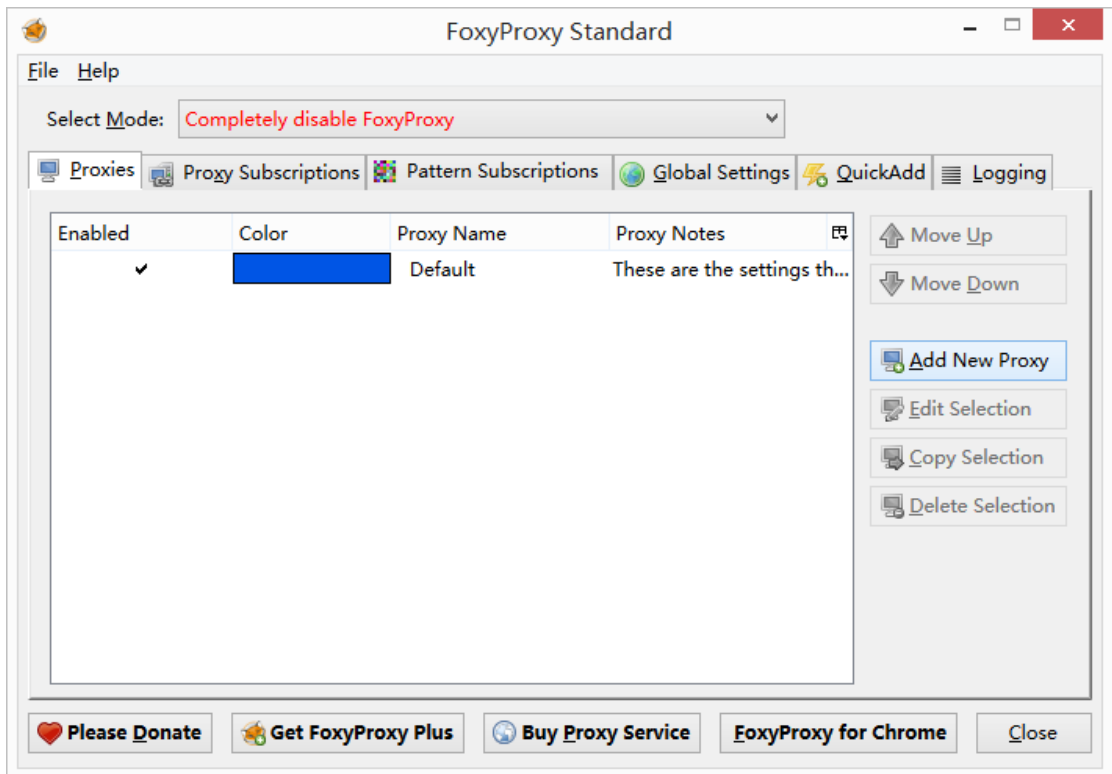 FoxyProxy Standard
File Help
Select Mode: Completely disable FoxyProxy
Proxies Proxy Subscriptions Pattern Subscriptions Global Settings QuickAdd Logging
Enabled Color Proxy Name Proxy Notes
Default These are the settings th...
Move Up
Move Down
Add New Proxy
Edit Selection
Copy Selection
Delete Selection
Please Donate Get FoxyProxy Plus Buy Proxy Service FoxyProxy for Chrome Close